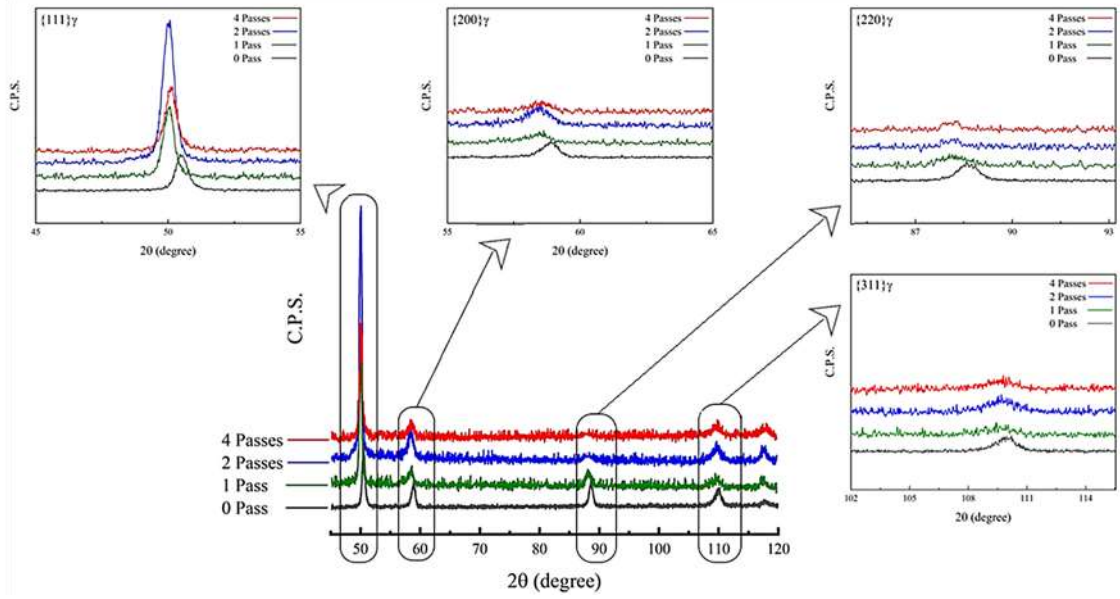 {111}γ
4 Passes
2 Passes
1 Pass
0 Pass
C.P.S.
45 50 55
2θ (degree)
{200}γ
4 Passes
2 Passes
1 Pass
0 Pass
C.P.S.
55 60 65
2θ (degree)
{220}γ
4 Passes
2 Passes
1 Pass
0 Pass
C.P.S.
87 90 93
2θ (degree)
{311}γ
4 Passes
2 Passes
1 Pass
0 Pass
C.P.S.
102 105 108 111 114
2θ (degree)
C.P.S.
4 Passes
2 Passes
1 Pass
0 Pass
50 60 70 80 90 100 110 120
2θ (degree)